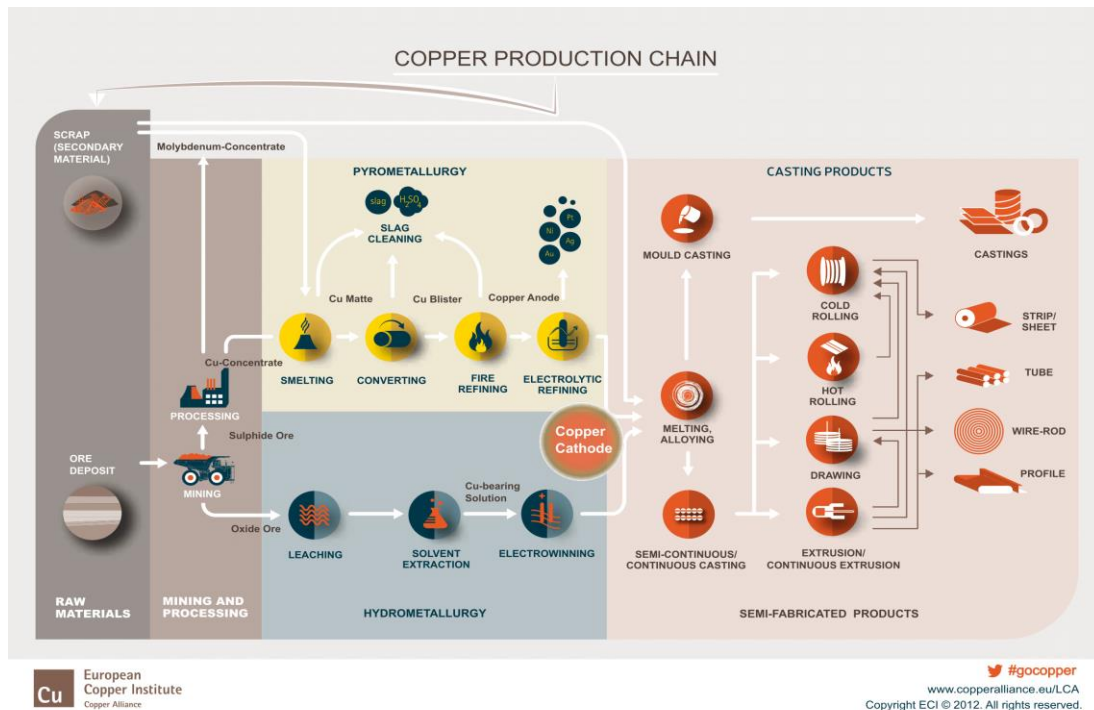 COPPER PRODUCTION CHAIN
SCRAP
(SECONDARY
MATERIAL)
Molybdenum-Concentrate
PYROMETALLURGY
slag
H2SO4
SLAG
CLEANING
Ni
Pt
Ag
Au
Cu Matte
Cu Blister
Copper Anode
Cu-Concentrate
SMELTING
CONVERTING
FIRE
REFINING
ELECTROLYTIC
REFINING
PROCESSING
Sulphide Ore
ORE
DEPOSIT
MINING
Oxide Ore
Copper
Cathode
Cu-bearing
Solution
LEACHING
SOLVENT
EXTRACTION
ELECTROWINNING
RAW
MATERIALS
MINING AND
PROCESSING
HYDROMETALLURGY
CASTING PRODUCTS
MOULD CASTING
CASTINGS
COLD
ROLLING
STRIP/
SHEET
HOT
ROLLING
TUBE
MELTING,
ALLOYING
DRAWING
WIRE-ROD
PROFILE
SEMI-CONTINUOUS/
CONTINUOUS CASTING
EXTRUSION/
CONTINUOUS EXTRUSION
SEMI-FABRICATED PRODUCTS
Cu
European
Copper Institute
Copper Alliance
#gocopper
www.copperalliance.eu/LCA
Copyright ECI © 2012. All rights reserved.